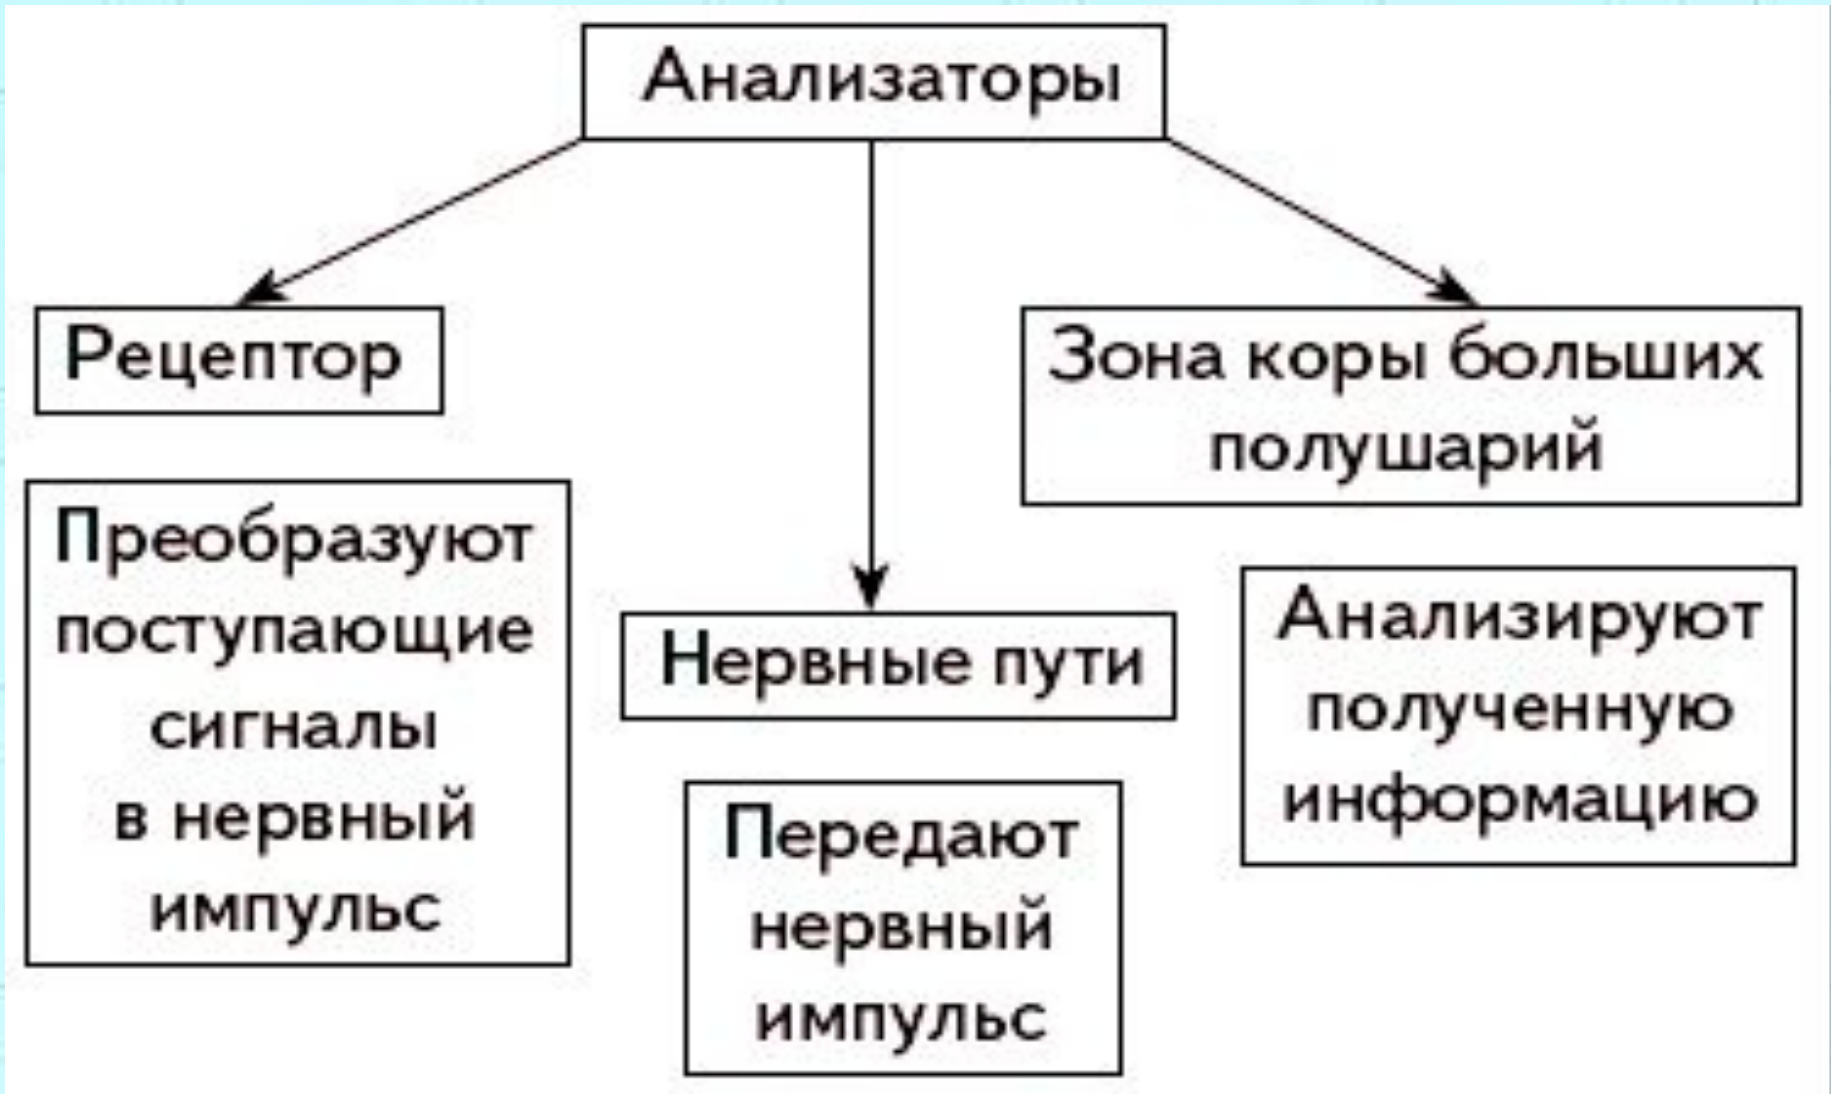 Анализаторы
Рецептор
Преобразуют
поступающие
сигналы
в нервный
импульс
Нервные пути
Передают
нервный
импульс
Зона коры больших
полушарий
Анализируют
полученную
информацию